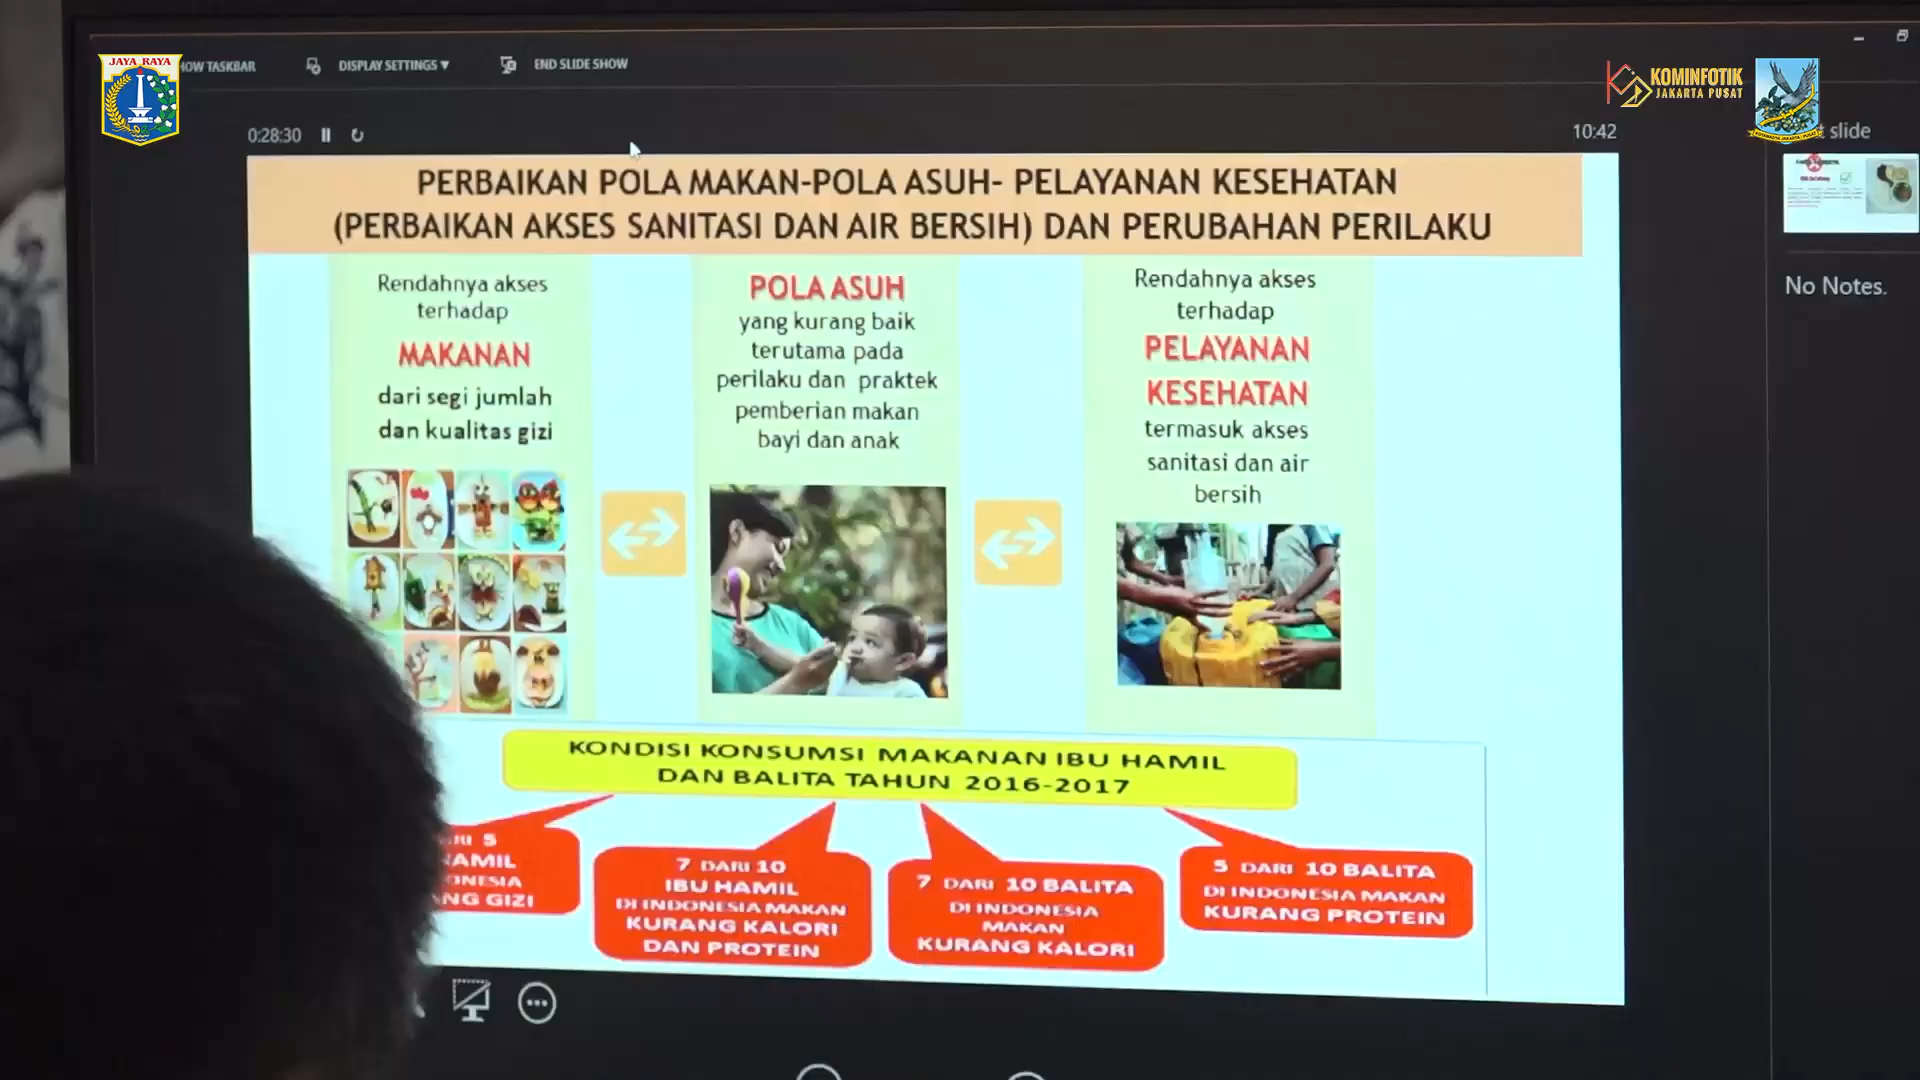 JAYA RAYA
TASKBAR
DISPLAY SETTINGS
END SLIDE SHOW
KOMINFOTIK
JAKARTA PUSAT
slide
0:28:30
10:42
PERBAIKAN POLA MAKAN-POLA ASUH- PELAYANAN KESEHATAN
(PERBAIKAN AKSES SANITASI DAN AIR BERSIH) DAN PERUBAHAN PERILAKU
Rendahnya akses
terhadap
MAKANAN
dari segi jumlah
dan kualitas gizi
POLA ASUH
yang kurang baik
terutama pada
perilaku dan praktek
pemberian makan
bayi dan anak
Rendahnya akses
terhadap
PELAYANAN
KESEHATAN
termasuk akses
sanitasi dan air
bersih
No Notes.
KONDISI KONSUMSI MAKANAN IBU HAMIL
DAN BALITA TAHUN 2016-2017
5
GIZI
7 DARI 10
IBU HAMIL
DI INDONESIA MAKAN
KURANG KALORI
DAN PROTEIN
7 DARI 10 BALITA
DI INDONESIA
MAKAN
KURANG KALORI
5 DARI 10 BALITA
DI INDONESIA MAKAN
KURANG PROTEIN